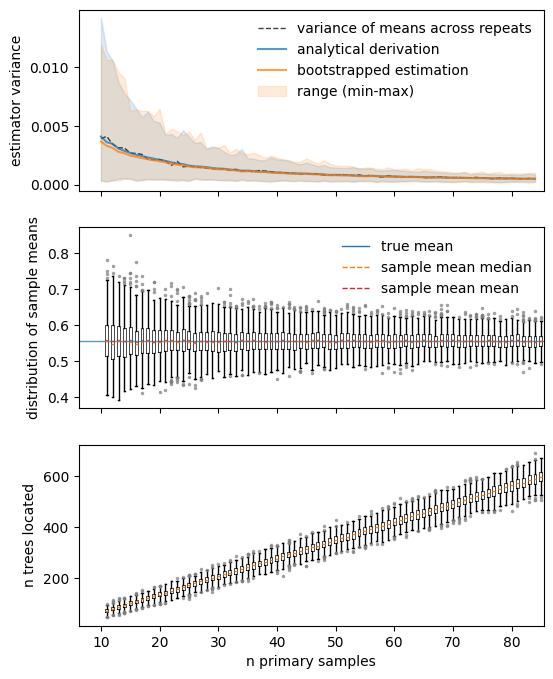 estimator variance
0.010
0.005
0.000
variance of means across repeats
analytical derivation
bootstrapped estimation
range (min-max)
distribution of sample means
0.8
0.7
0.6
0.5
0.4
true mean
sample mean median
sample mean mean
n trees located
600
400
200
10 20 30 40 50 60 70 80
n primary samples